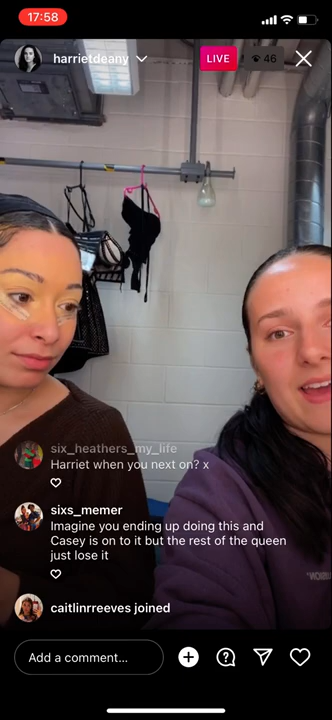 17:58
harrietdeany
LIVE
46
six_heathers_my_life
Harriet when you next on? x
sixs_memer
Imagine you ending up doing this and
Casey is on to it but the rest of the queen
just lose it
caitlinrreeves joined
Add a comment...